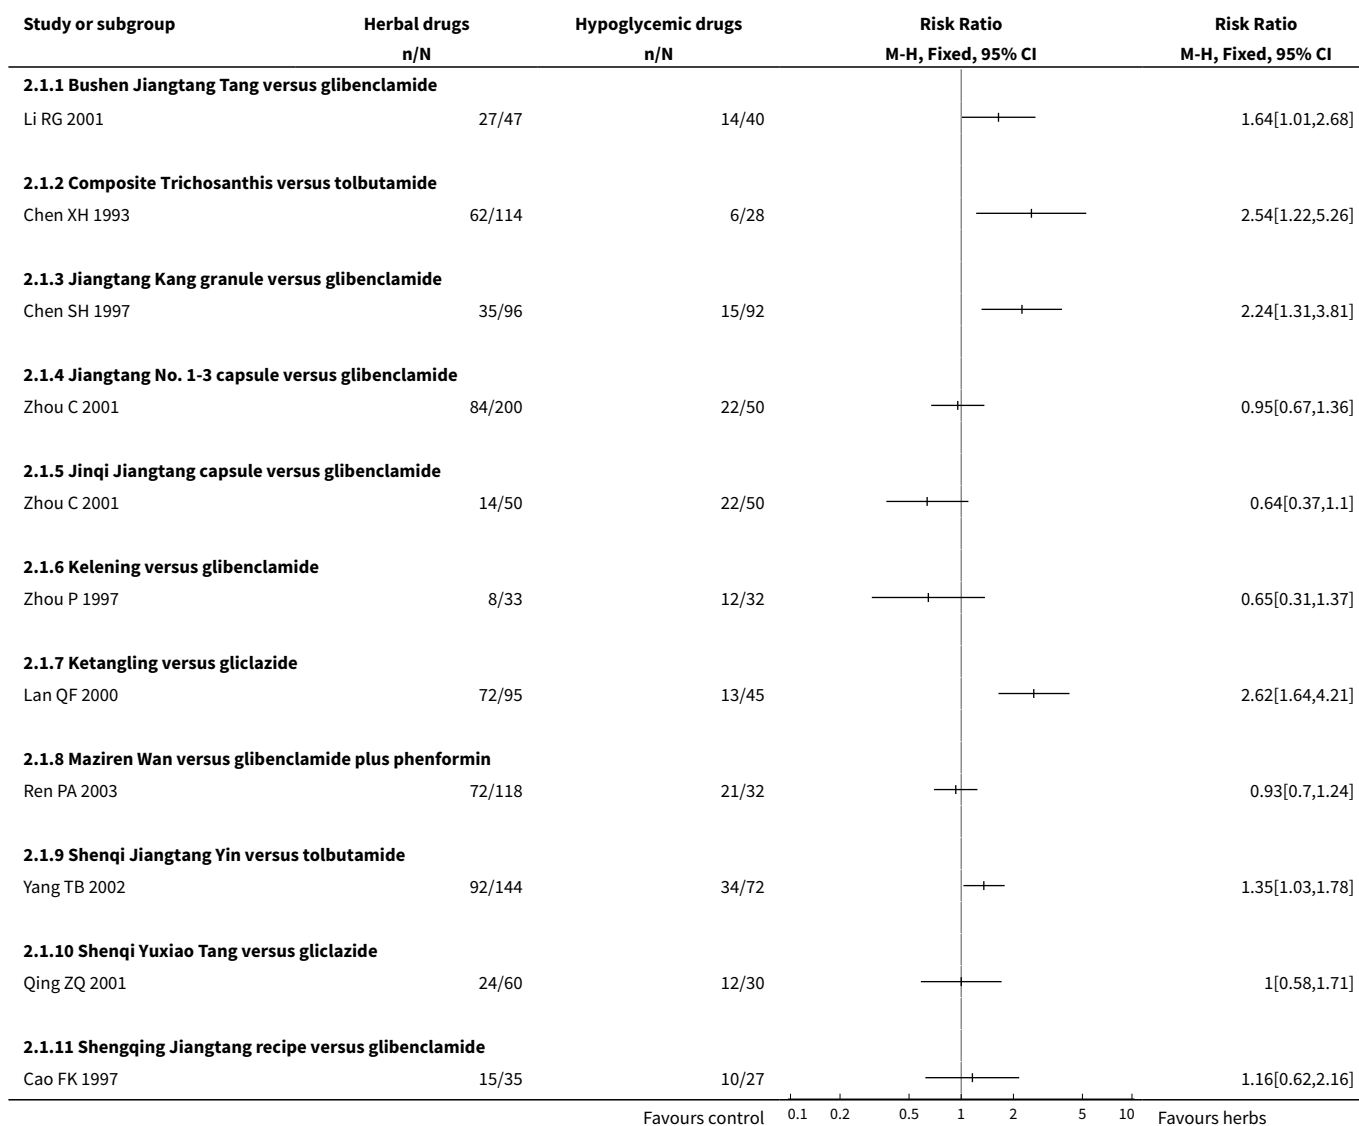 Study or subgroup Herbal drugs Hypoglycemic drugs Risk Ratio Risk Ratio
n/N n/N M-H, Fixed, 95% CI M-H, Fixed, 95% CI
2.1.1 Bushen Jiangtang Tang versus glibenclamide
Li RG 2001 27/47 14/40 1.64[1.01,2.68]
2.1.2 Composite Trichosanthis versus tolbutamide
Chen XH 1993 62/114 6/28 2.54[1.22,5.26]
2.1.3 Jiangtang Kang granule versus glibenclamide
Chen SH 1997 35/96 15/92 2.24[1.31,3.81]
2.1.4 Jiangtang No. 1-3 capsule versus glibenclamide
Zhou C 2001 84/200 22/50 0.95[0.67,1.36]
2.1.5 Jinqi Jiangtang capsule versus glibenclamide
Zhou C 2001 14/50 22/50 0.64[0.37,1.1]
2.1.6 Kelening versus glibenclamide
Zhou P 1997 8/33 12/32 0.65[0.31,1.37]
2.1.7 Ketangling versus gliclazide
Lan QF 2000 72/95 13/45 2.62[1.64,4.21]
2.1.8 Maziren Wan versus glibenclamide plus phenformin
Ren PA 2003 72/118 21/32 0.93[0.7,1.24]
2.1.9 Shenqi Jiangtang Yin versus tolbutamide
Yang TB 2002 92/144 34/72 1.35[1.03,1.78]
2.1.10 Shenqi Yuxiao Tang versus gliclazide
Qing ZQ 2001 24/60 12/30 1[0.58,1.71]
2.1.11 Shengqing Jiangtang recipe versus glibenclamide
Cao FK 1997 15/35 10/27 1.16[0.62,2.16]
Favours control 0.1 0.2 0.5 1 2 5 10 Favours herbs